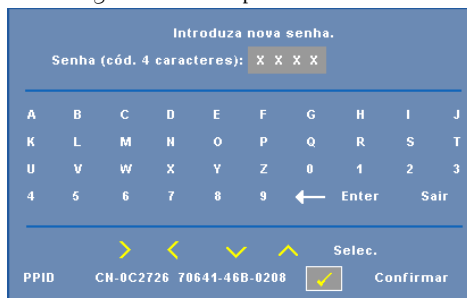 Introduza nova senha.
Senha (cód. 4 caracteres): X X X X
A B C D E F G H I J
K L M N O P Q R S T
U V W X Y Z 0 1 2 3
4 5 6 7 8 9 Enter Sair
Selec.
PPID CN-0C2726 70641-46B-0208 Confirmar